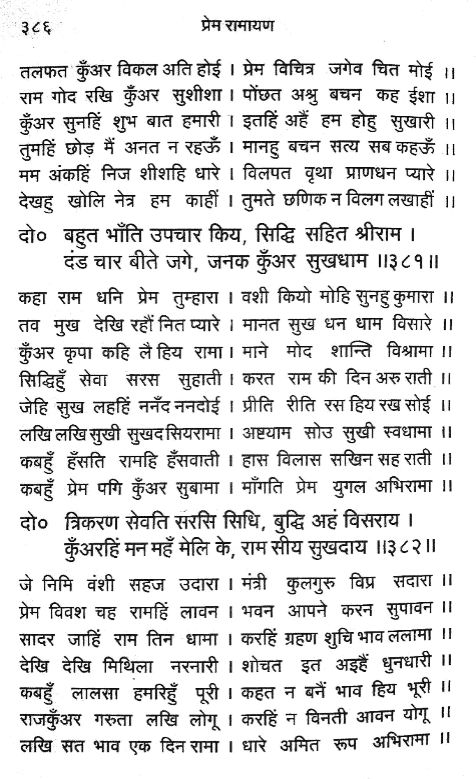 ३८६ प्रेम रामायण
तलफत कुँअर विकल अति होई । प्रेम विचित्र जगेव चित मोई ।।
राम गोद रखि कुँअर सुशीशा । पोंछत अश्रु बचन कह ईशा ।।
कुँअर सुनहिं शुभ बात हमारी । इतहिं अहैं हम होहु सुखारी ।।
तुमहिं छोड़ मैं अनत न रहऊँ । मानहु बचन सत्य सब कहऊँ ।।
मम अंकहिं निज शीशहि धारे । विलपत वृथा प्राणधन प्यारे ।।
देखहु खोलि नेत्र हम काहीं । तुमते छणिक न विलग लखाहीं ।।
दो० बहुत भाँति उपचार किय, सिद्धि सहित श्रीराम ।
दंड चार बीते जगे, जनक कुँअर सुखधाम ।।३८१।।
कहा राम धनि प्रेम तुम्हारा । वशी कियो मोहि सुनहु कुमारा ।।
तव मुख देखि रहौं नित प्यारे । मानत सुख धन धाम विसारे ।।
कुँअर कृपा कहि लै हिय रामा । माने मोद शान्ति विश्रामा ।।
सिद्धिहुँ सेवा सरस सुहाती । करत राम की दिन अरु राती ।।
जेहि सुख लहहिं ननँद ननदोई । प्रीति रीति रस हिय रख सोई ।।
लखि लखि सुखी सुखद सियरामा । अष्टयाम सोउ सुखी स्वधामा ।।
कबहुँ हँसति रामहि हँसवाती । हास विलास सखिन सह राती ।।
कबहुँ प्रेम पगि कुँअर सुबामा । माँगति प्रेम युगल अभिरामा ।।
दो० त्रिकरण सेवति सरसि सिधि, बुद्धि अहं विसराय ।
कुँअरहिं मन महँ मेलि के, राम सीय सुखदाय ।।३८२।।
जे निमि वंशी सहज उदारा । मंत्री कुलगुरु विप्र सदारा ।।
प्रेम विवश चह रामहिं लावन । भवन आपने करन सुपावन ।।
सादर जाहिं राम तिन धामा । करहिं ग्रहण शुचि भाव ललामा ।।
देखि देखि मिथिला नरनारी । शोचत इत अइहैं धुनधारी ।।
कबहुँ लालसा हमरिहुँ पूरी । कहत न बनैं भाव हिय भूरी ।।
राजकुँअर गरुता लखि लोगू । करहिं न विनती आवन योगू ।।
लखि सत भाव एक दिन रामा । धारे अमित रूप अभिरामा ।।